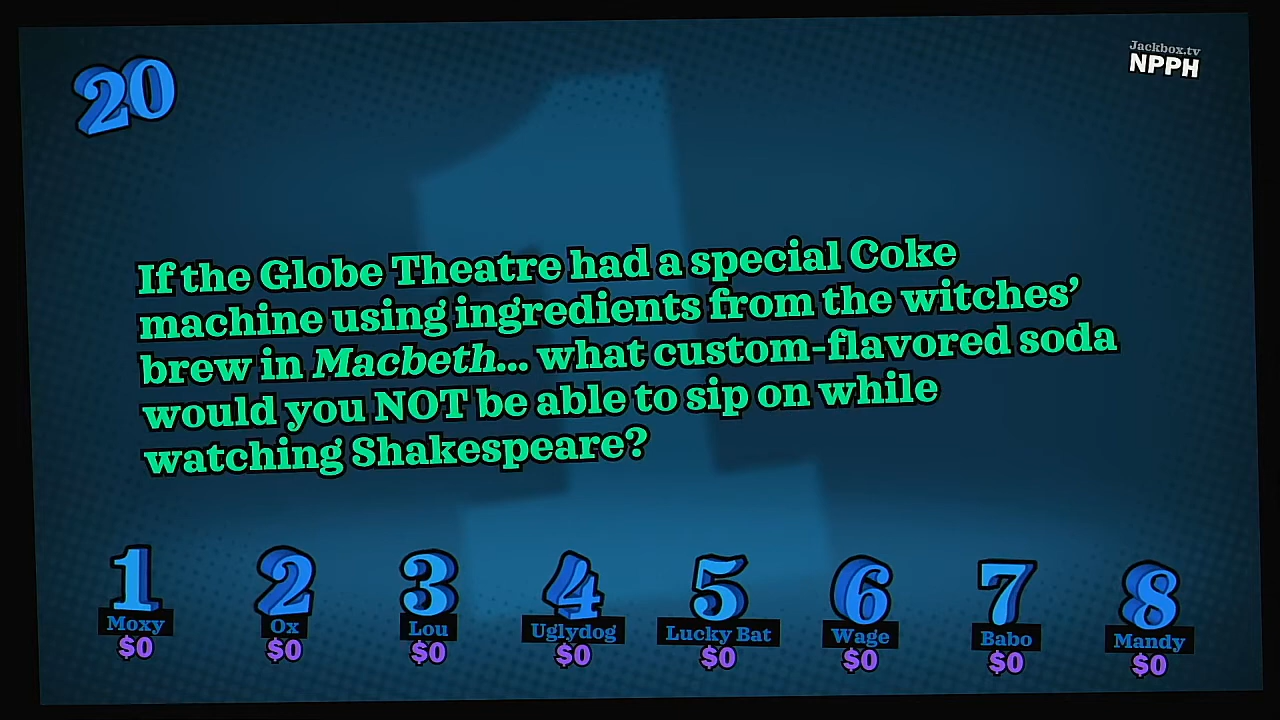 20
Jackbox.tv
NPPH
If the Globe Theatre had a special Coke
machine using ingredients from the witches’
brew in Macbeth... what custom-flavored soda
would you NOT be able to sip on while
watching Shakespeare?
1 2 3 4 5 6 7 8
Moxy Ox Lou Uglydog Lucky Bat Wage Babo Mandy
$0 $0 $0 $0 $0 $0 $0 $0